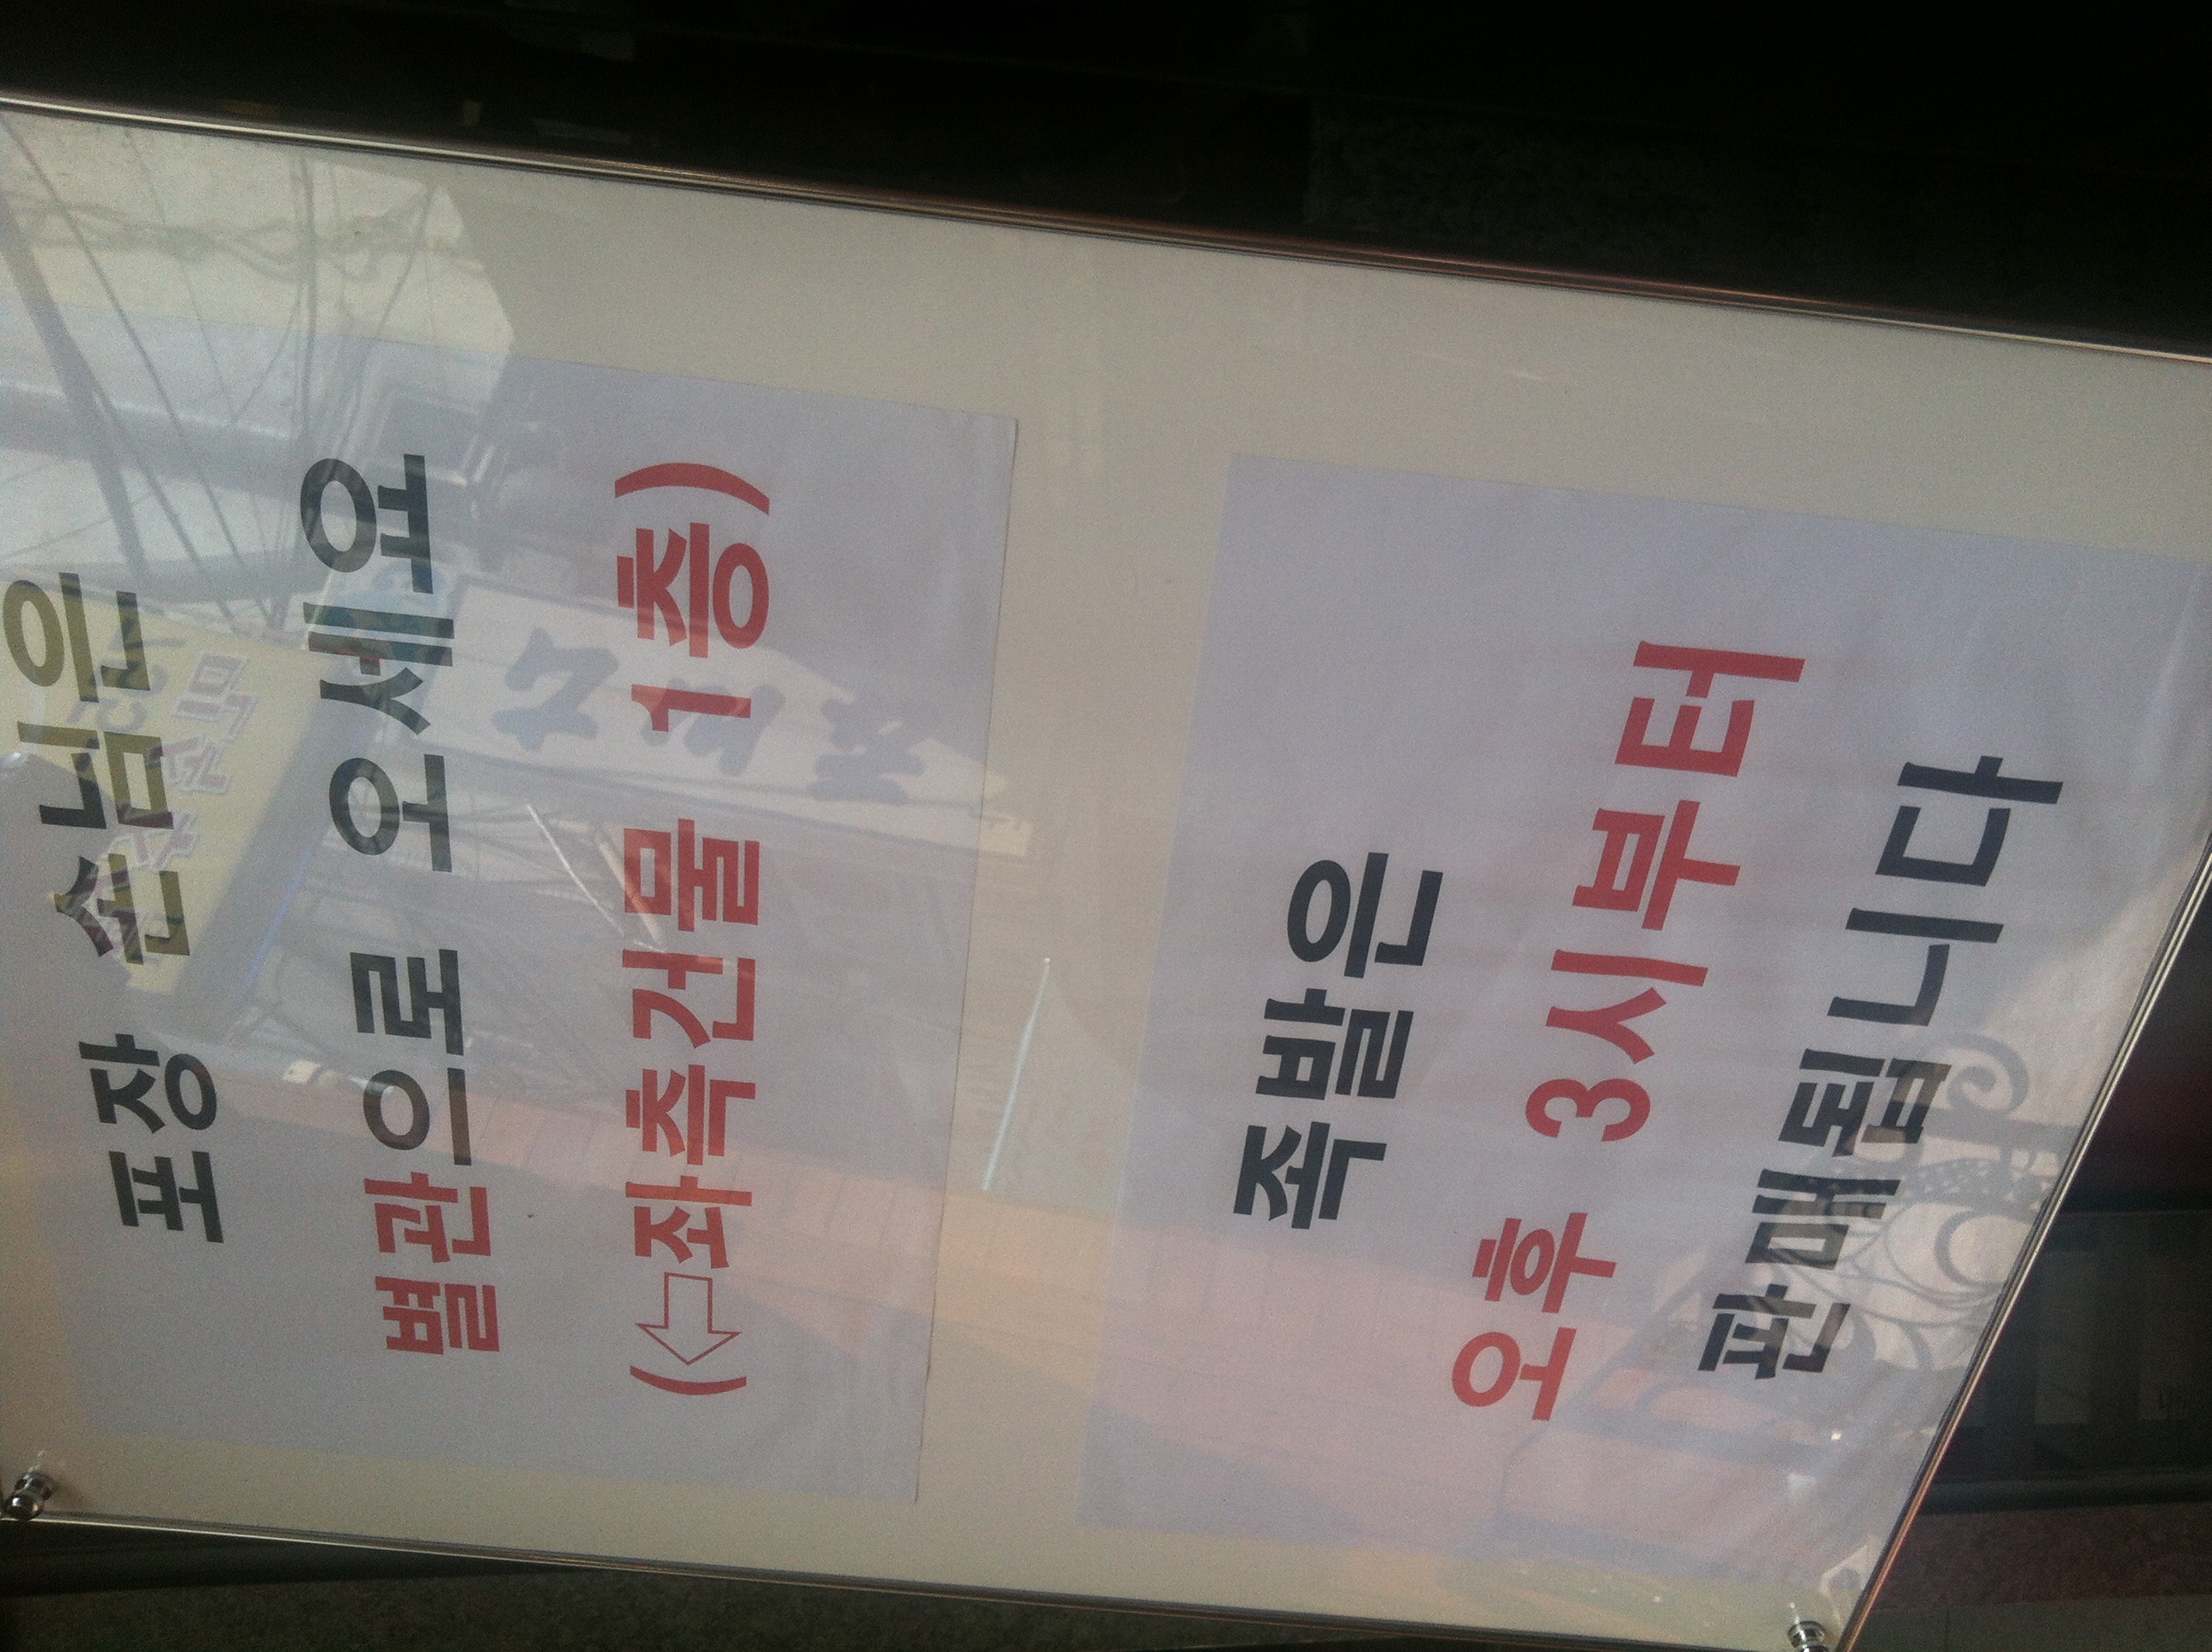 포장 손님은
별관으로 오세요
(⇦좌측건물 1층)
족발은
오후 3시부터
판매됩니다